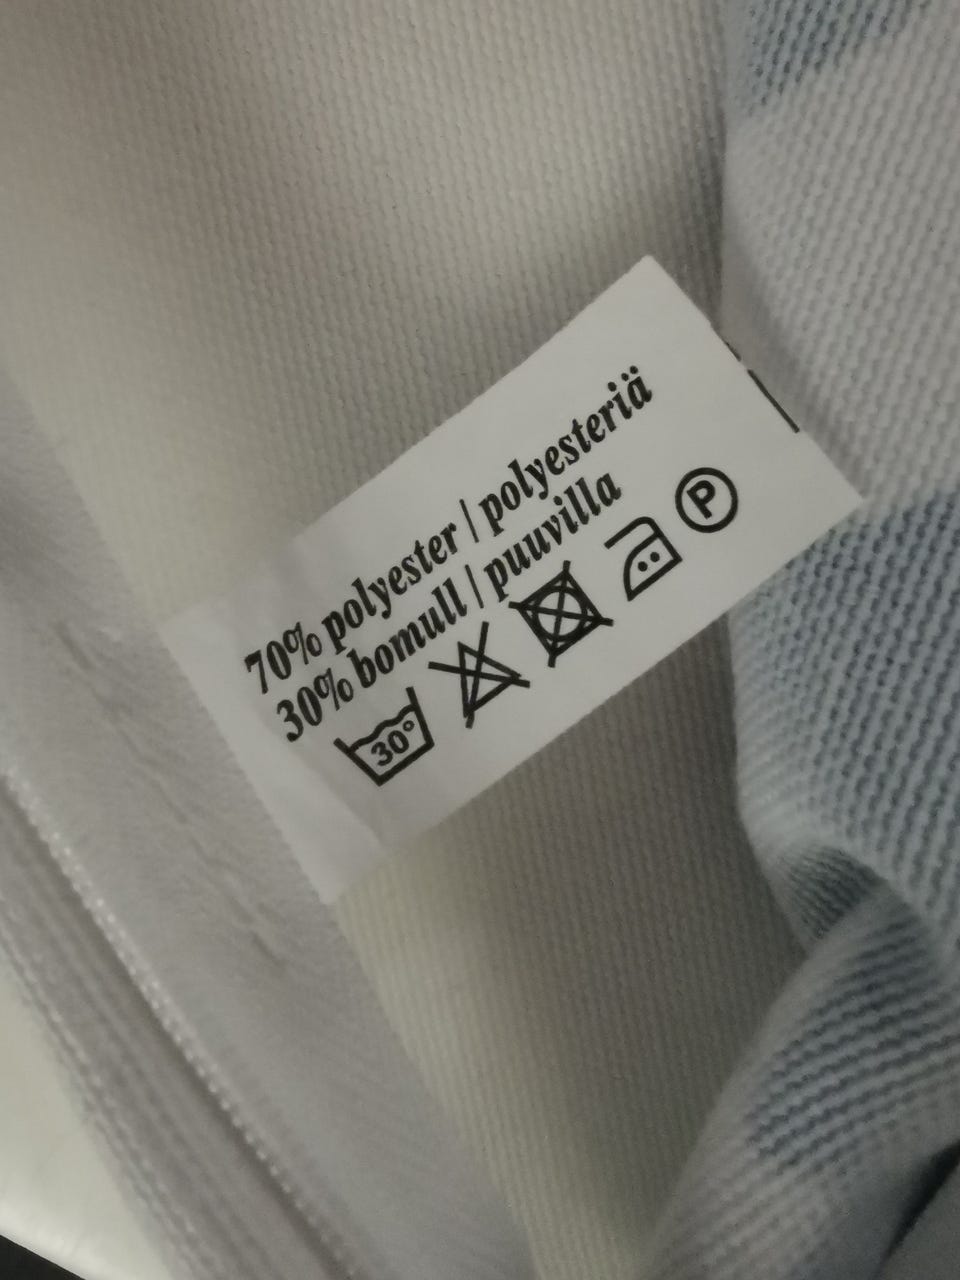 70% polyester / polyesteriä
30% bomull / puuvilla
30° P